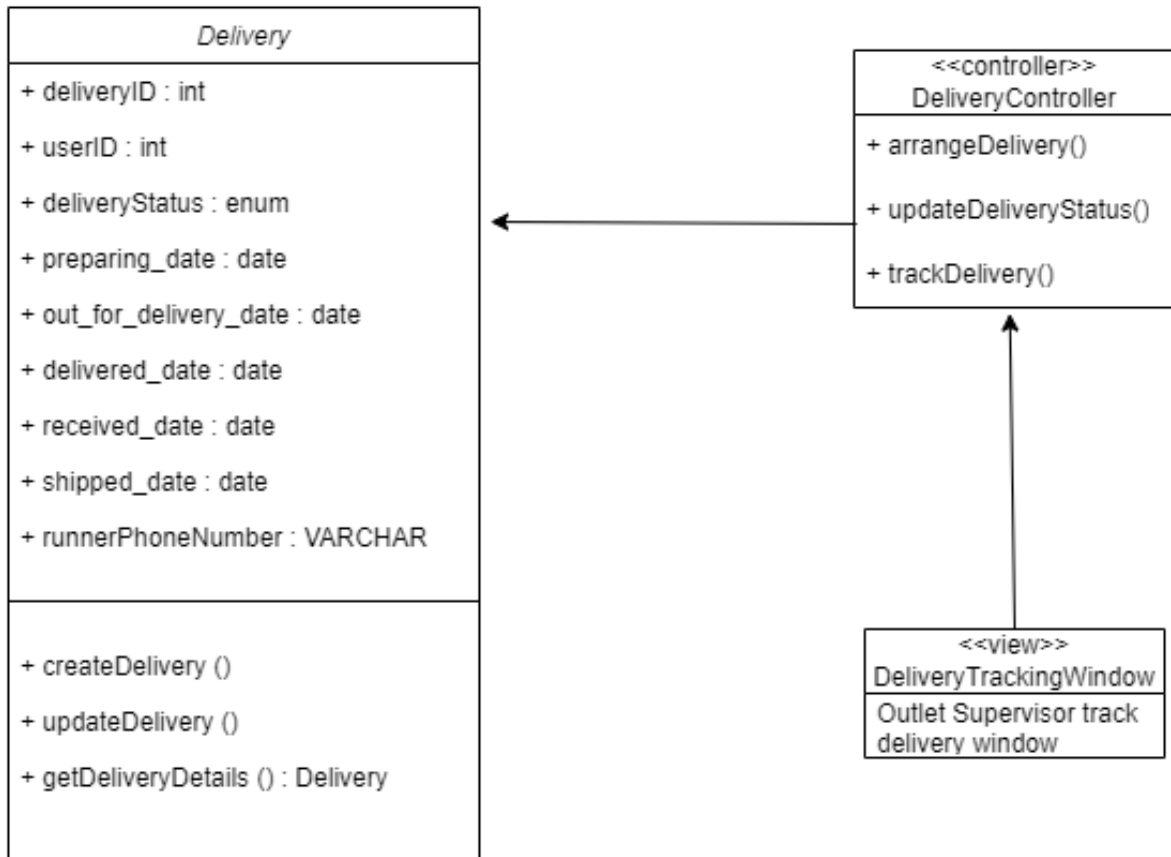 Delivery
+ deliveryID : int
+ userID : int
+ deliveryStatus : enum
+ preparing_date : date
+ out_for_delivery_date : date
+ delivered_date : date
+ received_date : date
+ shipped_date : date
+ runnerPhoneNumber : VARCHAR
+ createDelivery ()
+ updateDelivery ()
+ getDeliveryDetails () : Delivery
<<controller>>
DeliveryController
+ arrangeDelivery()
+ updateDeliveryStatus()
+ trackDelivery()
<<view>>
DeliveryTrackingWindow
Outlet Supervisor track
delivery window